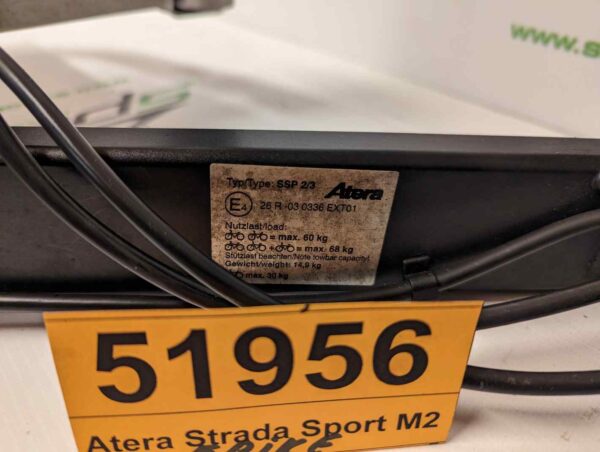 www.s
Typ/Type: SSP 2/3 Atera
E4 26 R -03 0336 EXT01
Nutzlast/load:
= max. 60 kg
+ = max. 68 kg
Stützlast beachten/Note towbar capacity!
Gewicht/weight: 14,9 kg
max. 30 kg
51956
Atera Strada Sport M2